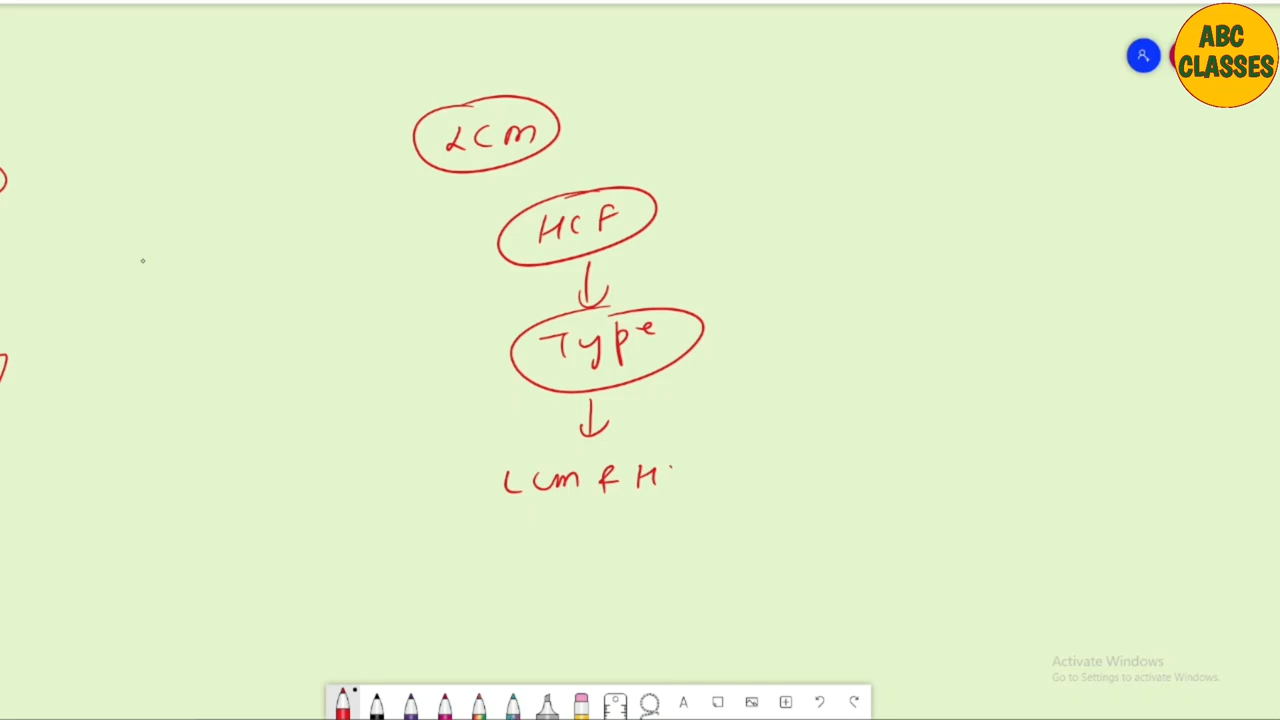 ABC
CLASSES
LCM
HCF
Type
LCM & H
Activate Windows
Go to Settings to activate Windows.
A